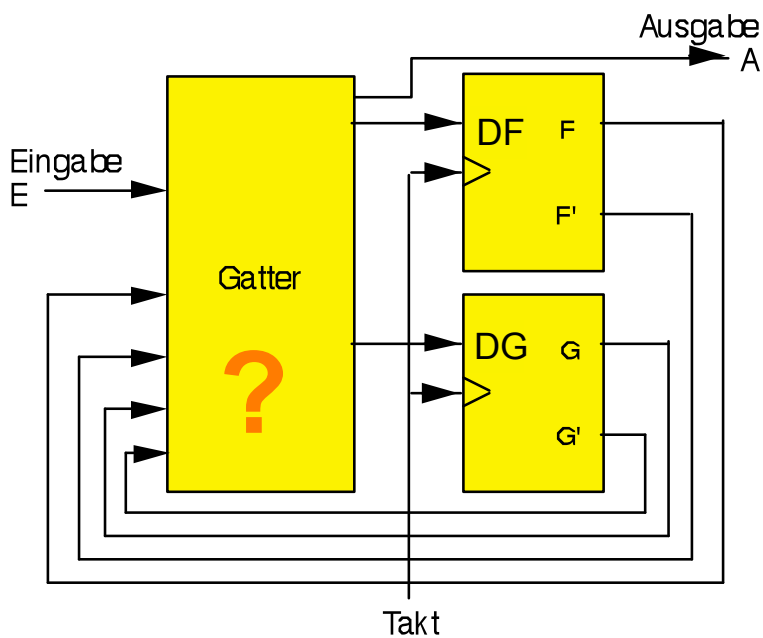 Ausgabe
A
Eingabe
E
Gatter
?
DF F
F'
DG G
G'
Takt